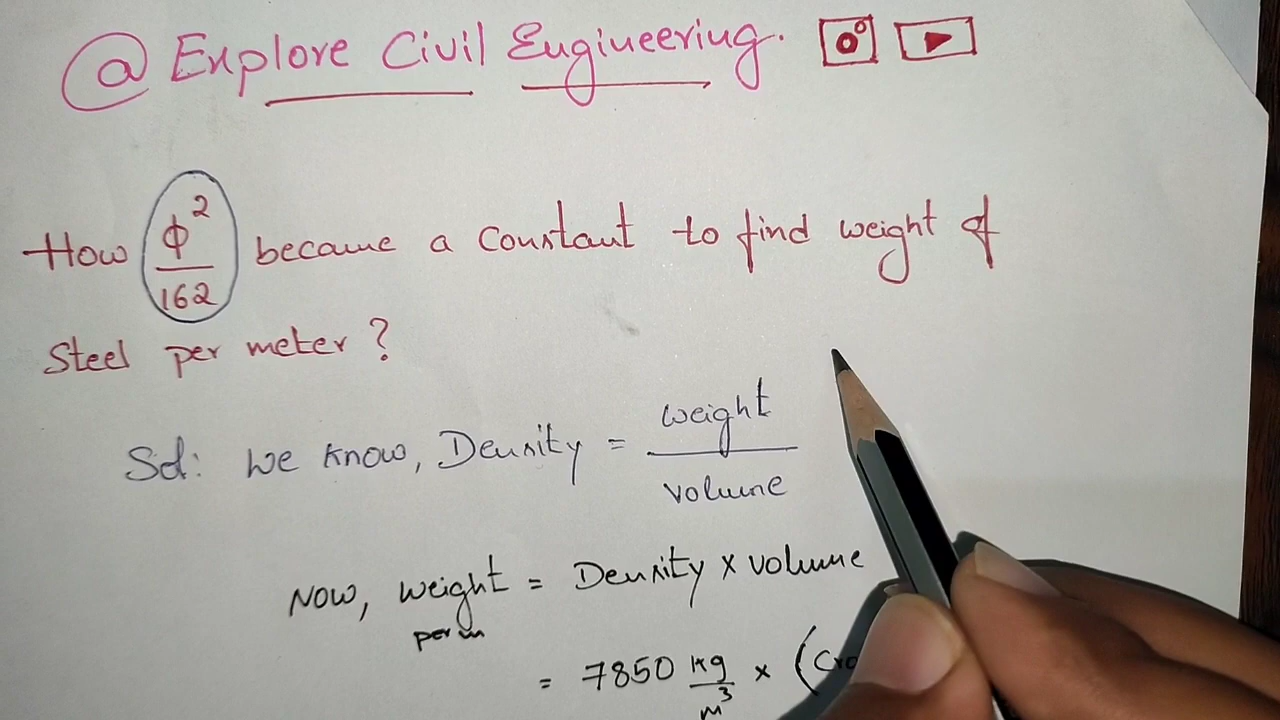 @ Explore Civil Engineering.
How ϕ²/162 became a constant to find weight of
Steel per meter ?
Sol: we know, Density = weight/volume
Now, weight = Density × volume
per m
= 7850 kg/m³ × (